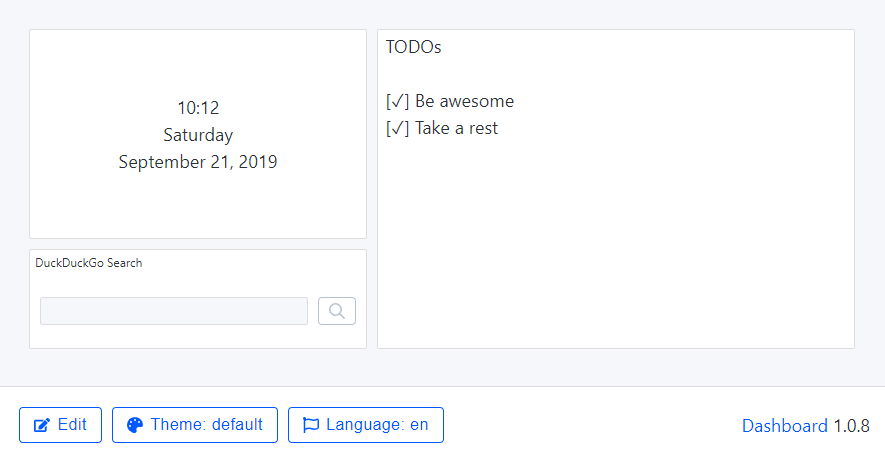 10:12
Saturday
September 21, 2019
DuckDuckGo Search
TODOs
[✓] Be awesome
[✓] Take a rest
Edit
Theme: default
Language: en
Dashboard 1.0.8